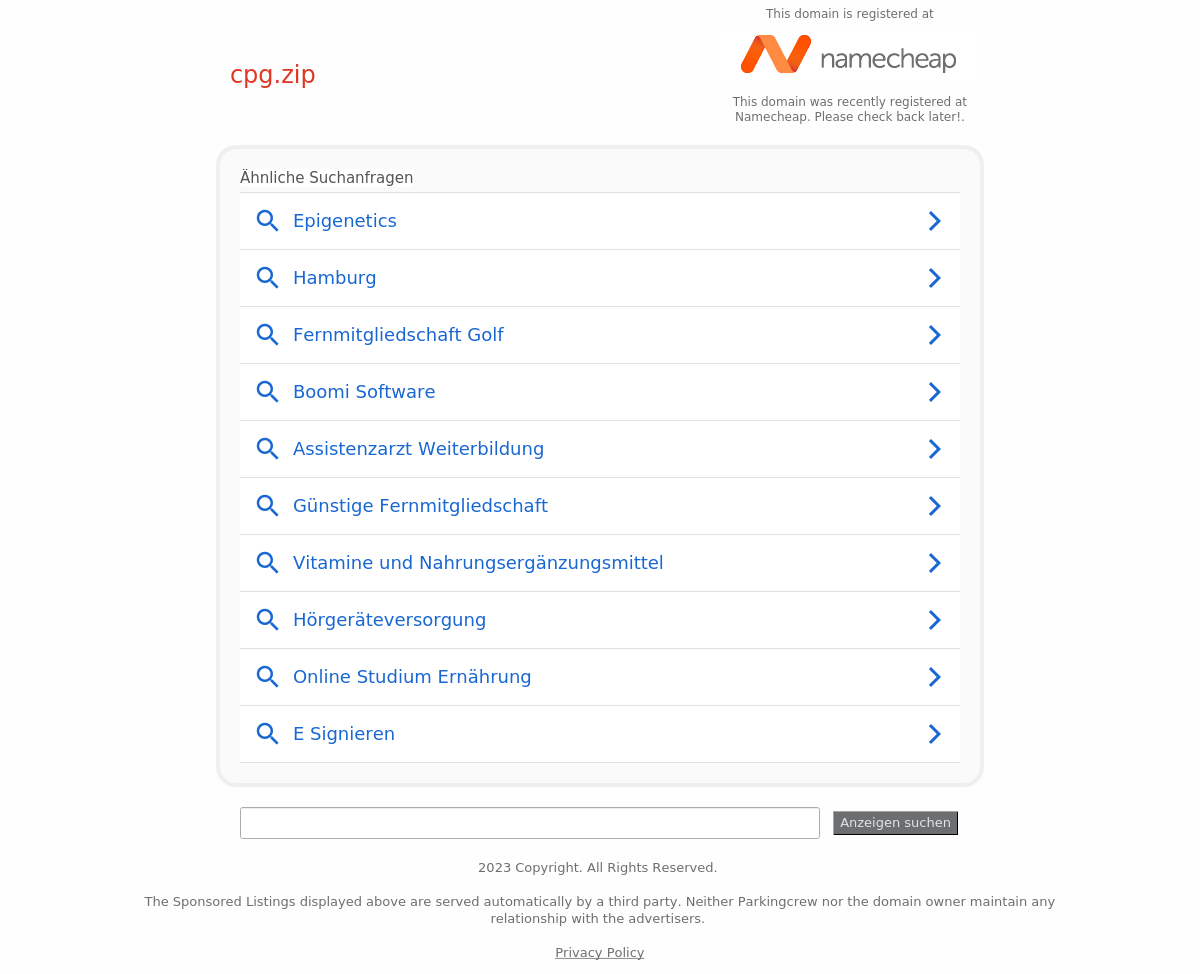 This domain is registered at
namecheap
cpg.zip
This domain was recently registered at
Namecheap. Please check back later!.
Ähnliche Suchanfragen
Epigenetics
Hamburg
Fernmitgliedschaft Golf
Boomi Software
Assistenzarzt Weiterbildung
Günstige Fernmitgliedschaft
Vitamine und Nahrungsergänzungsmittel
Hörgeräteversorgung
Online Studium Ernährung
E Signieren
Anzeigen suchen
2023 Copyright. All Rights Reserved.
The Sponsored Listings displayed above are served automatically by a third party. Neither Parkingcrew nor the domain owner maintain any
relationship with the advertisers.
Privacy Policy